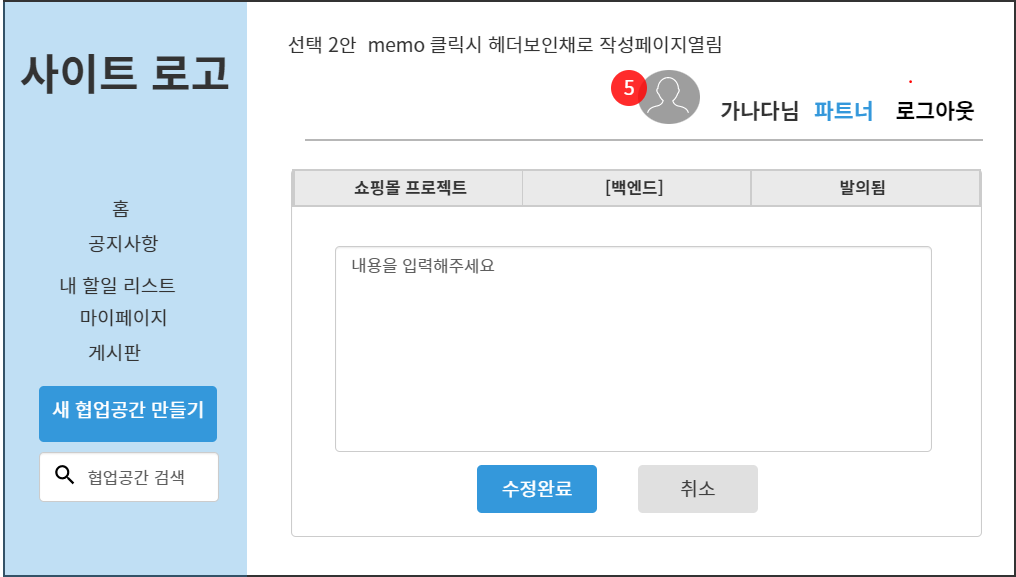 사이트 로고
홈
공지사항
내 할일 리스트
마이페이지
게시판
새 협업공간 만들기
협업공간 검색
선택 2안 memo 클릭시 헤더보인채로 작성페이지열림
5 가나다님 파트너 로그아웃
쇼핑몰 프로젝트 [백엔드] 발의됨
내용을 입력해주세요
수정완료 취소